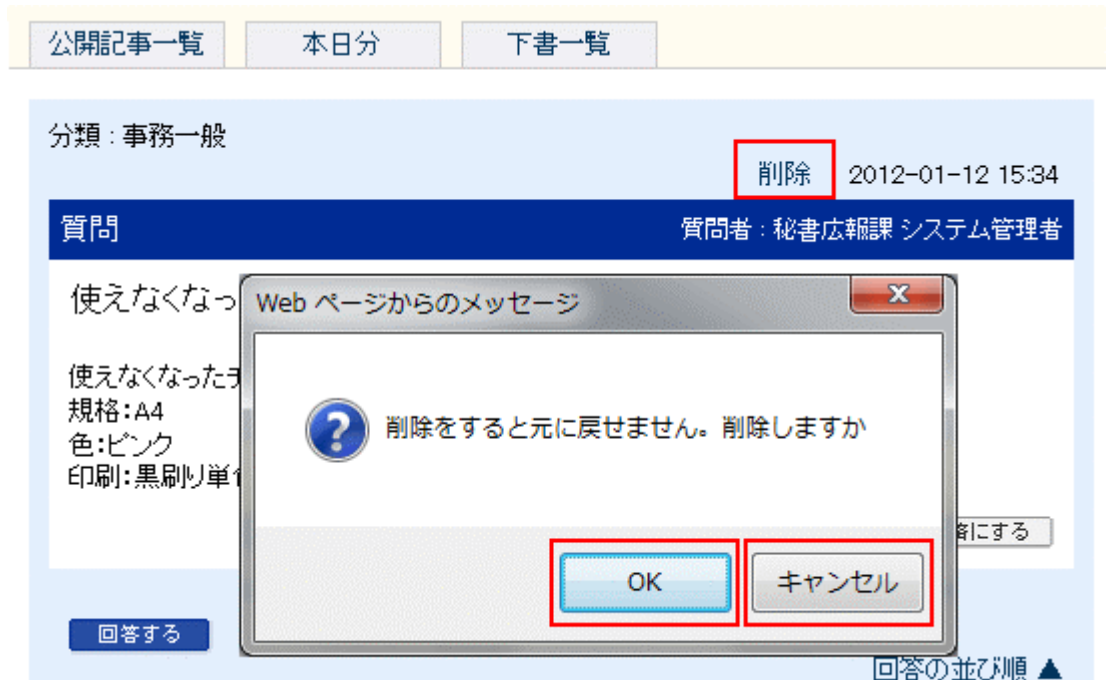 公開記事一覧 本日分 下書一覧
分類：事務一般
削除 2012-01-12 15:34
質問 質問者：秘書広報課 システム管理者
使えなくなっ
Web ページからのメッセージ
使えなくなった
規格：A4
色：ピンク
印刷：黒刷り単
削除をすると元に戻せません。削除しますか
にする
OK キャンセル
回答する
回答の並び順 ▲